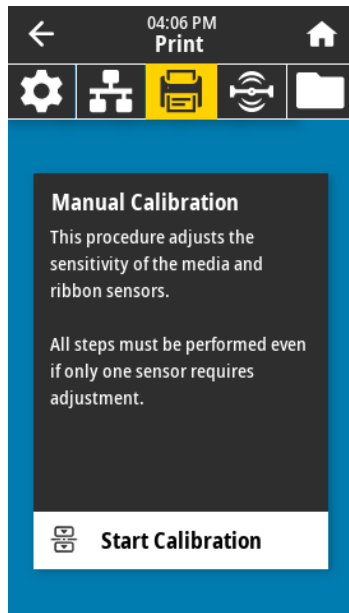 04:06 PM
Print
Manual Calibration
This procedure adjusts the
sensitivity of the media and
ribbon sensors.
All steps must be performed even
if only one sensor requires
adjustment.
Start Calibration